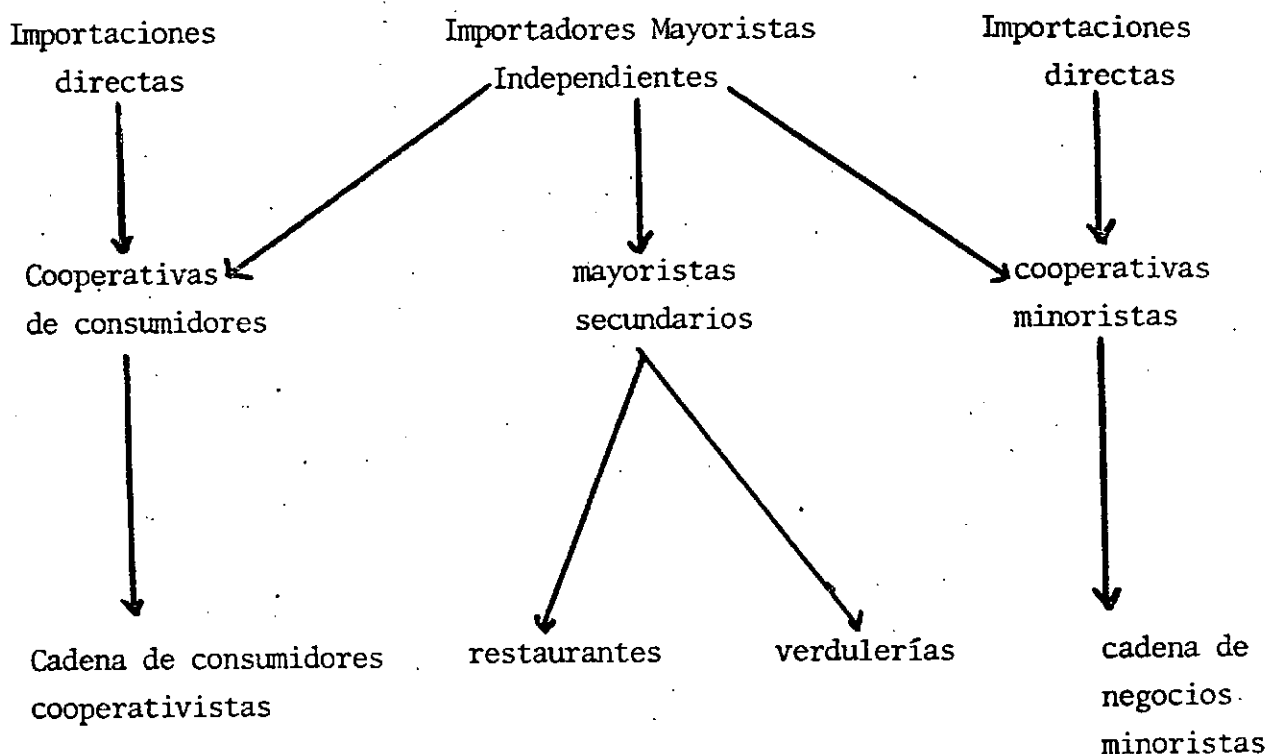 Importaciones
directas
Importadores Mayoristas
Independientes
Importaciones
directas
Cooperativas
de consumidores
mayoristas
secundarios
cooperativas
minoristas
Cadena de consumidores
cooperativistas
restaurantes
verdulerías
cadena de
negocios
minoristas